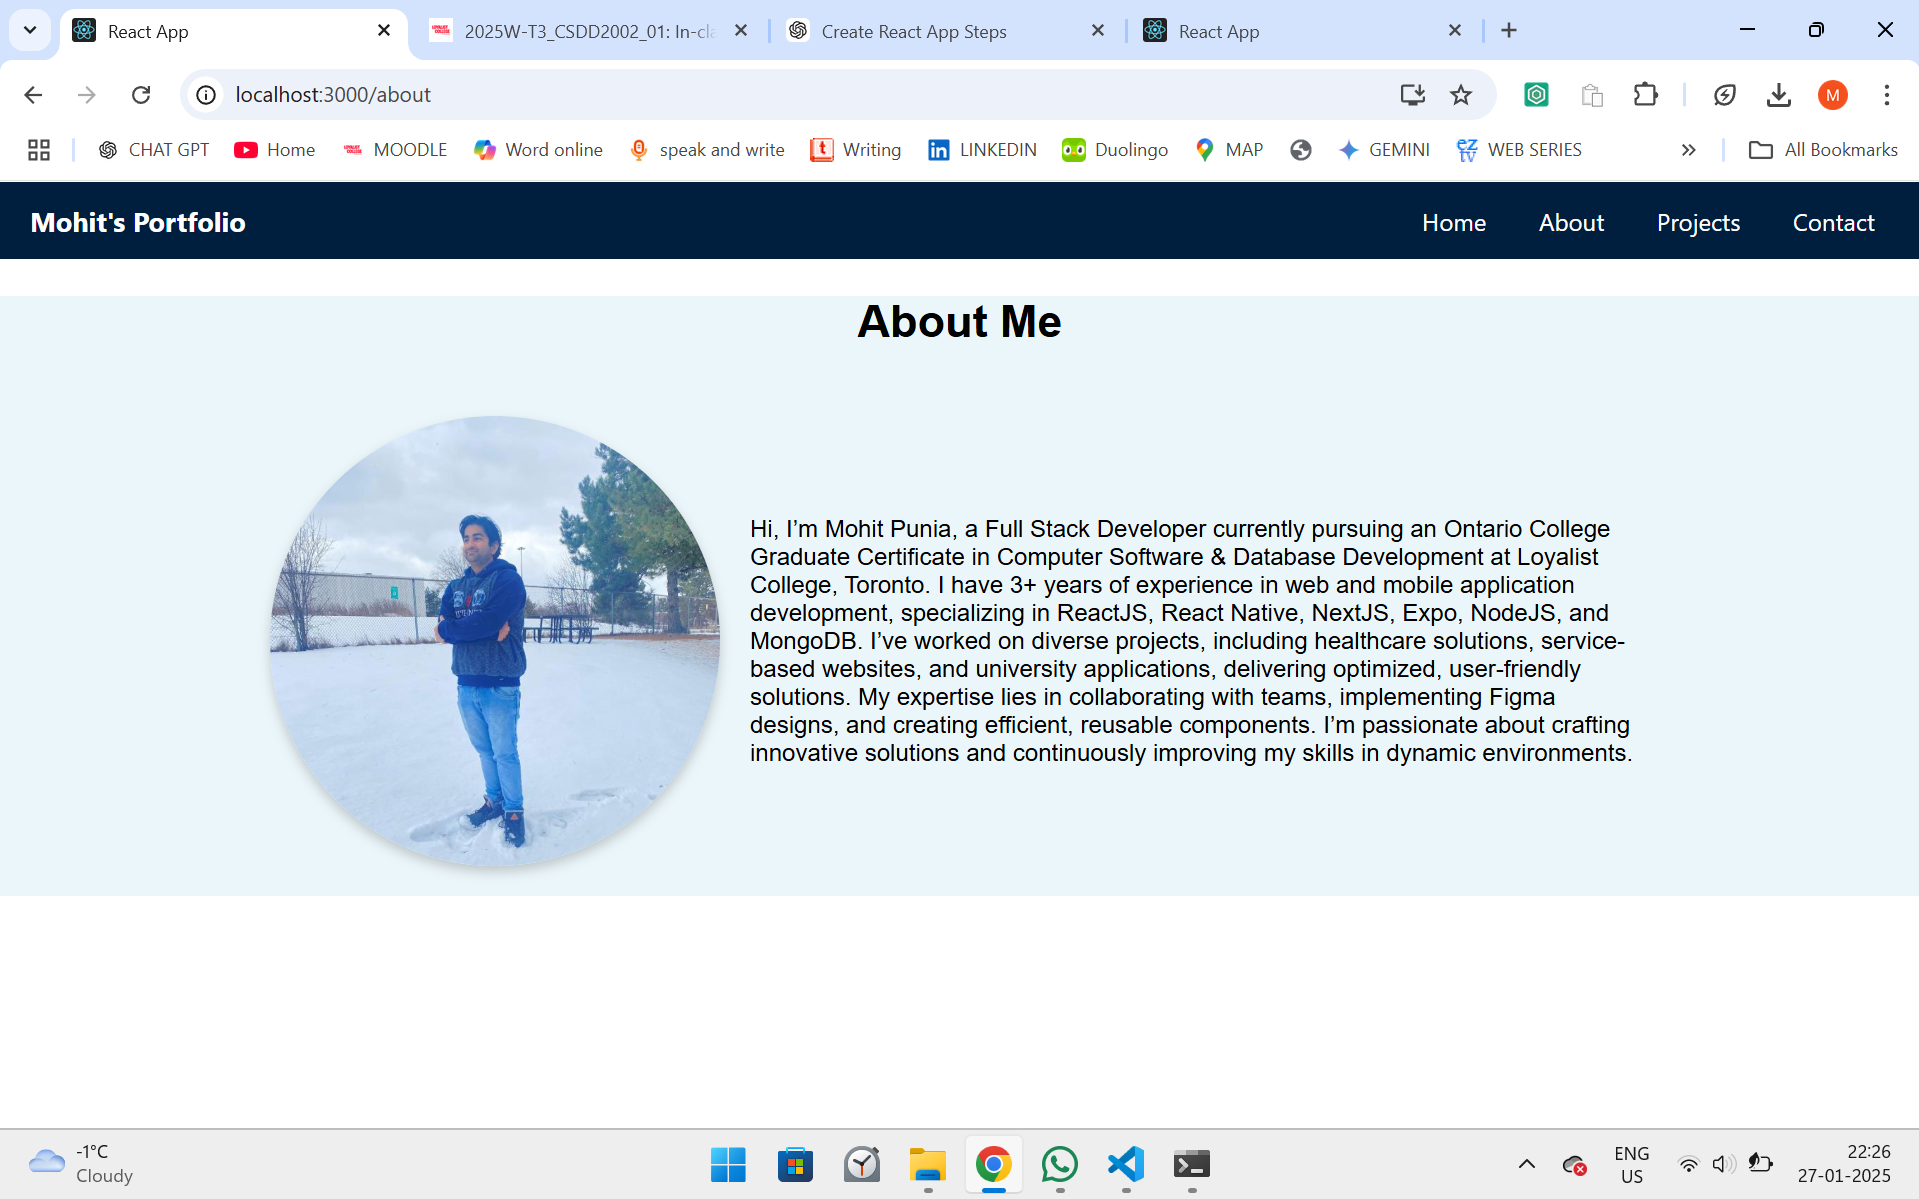 React App
2025W-T3_CSDD2002_01: In-cla
Create React App Steps
React App
localhost:3000/about
M
CHAT GPT
Home
MOODLE
Word online
speak and write
Writing
LINKEDIN
Duolingo
MAP
GEMINI
WEB SERIES
All Bookmarks
Mohit's Portfolio
Home
About
Projects
Contact
About Me
Hi, I’m Mohit Punia, a Full Stack Developer currently pursuing an Ontario College
Graduate Certificate in Computer Software & Database Development at Loyalist
College, Toronto. I have 3+ years of experience in web and mobile application
development, specializing in ReactJS, React Native, NextJS, Expo, NodeJS, and
MongoDB. I’ve worked on diverse projects, including healthcare solutions, service-
based websites, and university applications, delivering optimized, user-friendly
solutions. My expertise lies in collaborating with teams, implementing Figma
designs, and creating efficient, reusable components. I’m passionate about crafting
innovative solutions and continuously improving my skills in dynamic environments.
-1°C
Cloudy
ENG
US
22:26
27-01-2025